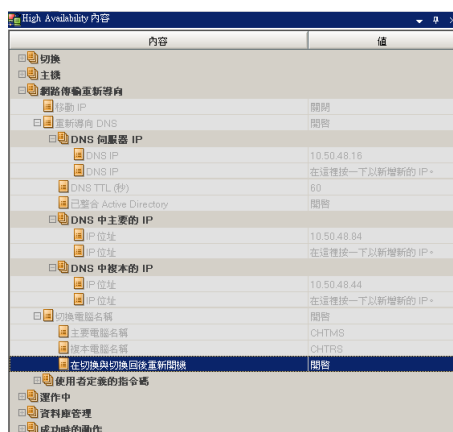 High Availability 內容
內容 值
切換
主機
網路傳輸重新導向
移動 IP 關閉
重新導向 DNS 開啟
DNS 伺服器 IP
DNS IP 10.50.48.16
DNS IP 在這裡按一下以新增新的 IP。
DNS TTL (秒) 60
已整合 Active Directory 開啟
DNS 中主要的 IP
IP 位址 10.50.48.84
IP 位址 在這裡按一下以新增新的 IP。
DNS 中複本的 IP
IP 位址 10.50.48.44
IP 位址 在這裡按一下以新增新的 IP。
切換電腦名稱 開啟
主要電腦名稱 CHTMS
複本電腦名稱 CHTRS
在切換與切換回後重新開機 開啟
使用者定義的指令碼
運作中
資料庫管理
成功時的動作